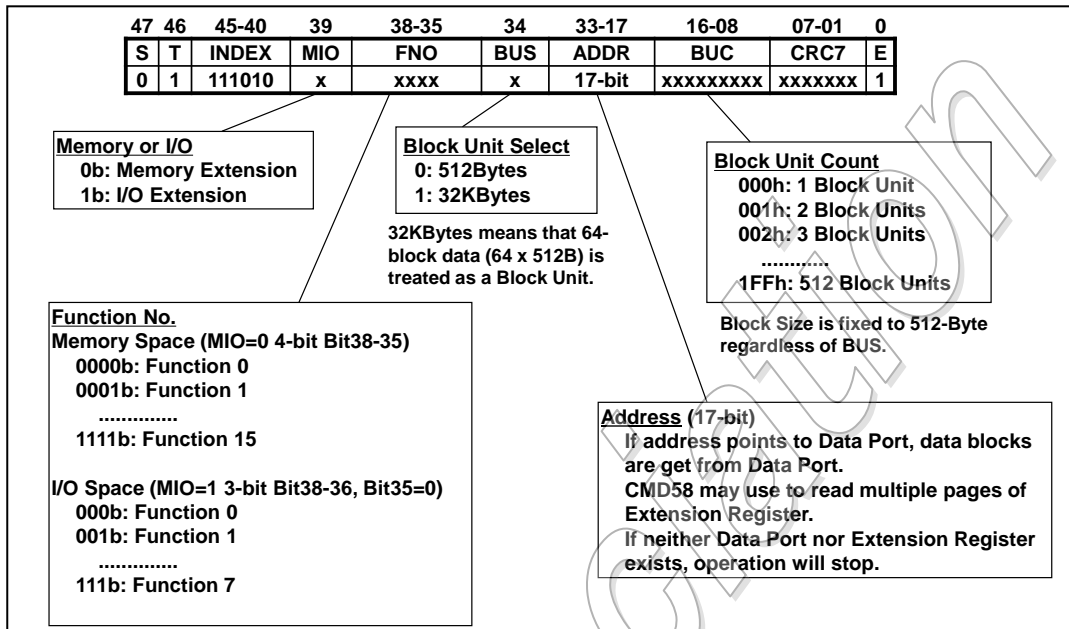 47 46 45-40 39 38-35 34 33-17 16-08 07-01 0
S T INDEX MIO FNO BUS ADDR BUC CRC7 E
0 1 111010 x xxxx x 17-bit xxxxxxxxx xxxxxxx 1
Memory or I/O
0b: Memory Extension
1b: I/O Extension
Block Unit Select
0: 512Bytes
1: 32KBytes
32KBytes means that 64-
block data (64 x 512B) is
treated as a Block Unit.
Block Unit Count
000h: 1 Block Unit
001h: 2 Block Units
002h: 3 Block Units
............
1FFh: 512 Block Units
Block Size is fixed to 512-Byte
regardless of BUS.
Function No.
Memory Space (MIO=0 4-bit Bit38-35)
0000b: Function 0
0001b: Function 1
..............
1111b: Function 15
I/O Space (MIO=1 3-bit Bit38-36, Bit35=0)
000b: Function 0
001b: Function 1
..............
111b: Function 7
Address (17-bit)
If address points to Data Port, data blocks
are get from Data Port.
CMD58 may use to read multiple pages of
Extension Register.
If neither Data Port nor Extension Register
exists, operation will stop.
ciation